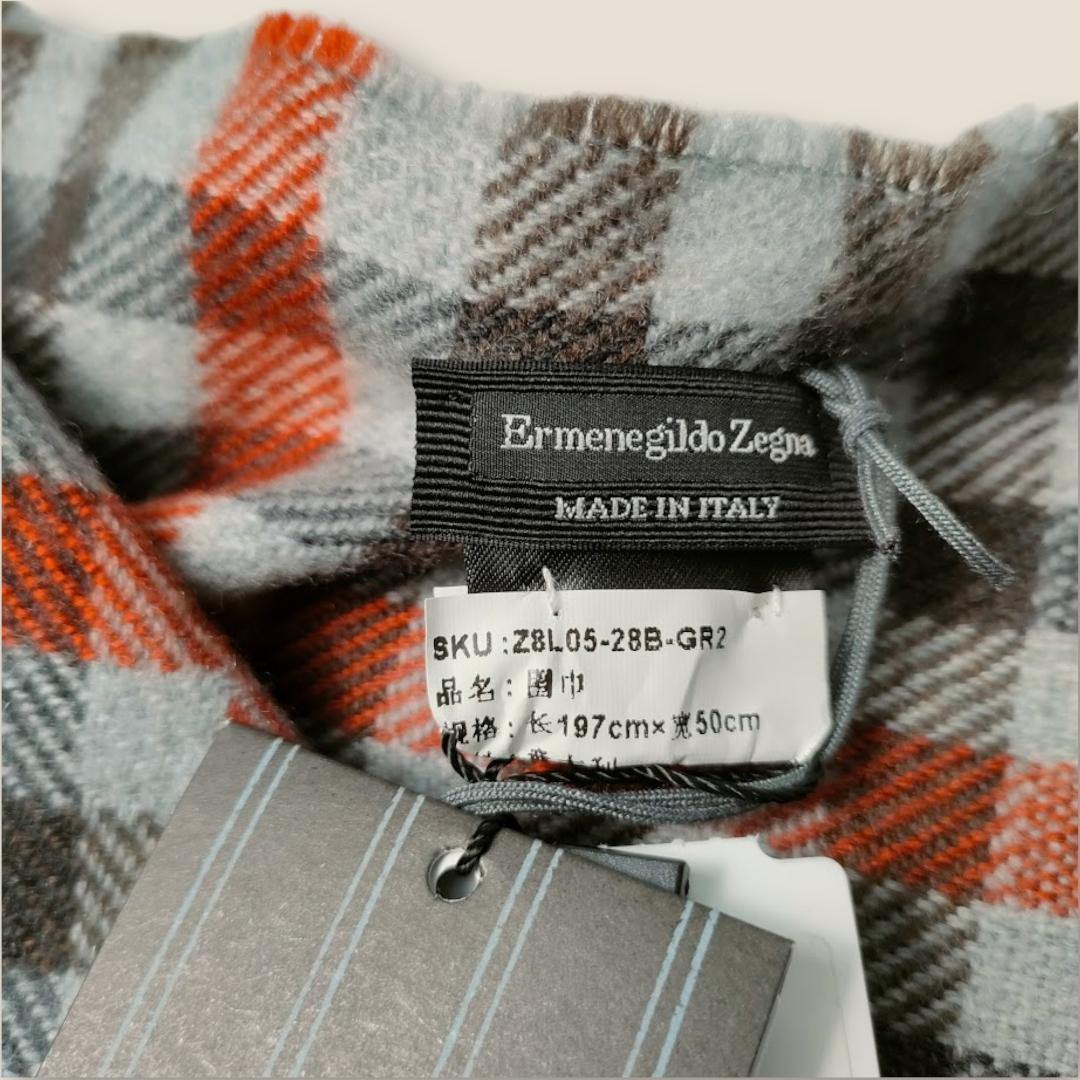 Ermenegildo Zegna
MADE IN ITALY
SKU:Z8L05-28B-GR2
品名:围巾
规格:长197cm×宽50cm